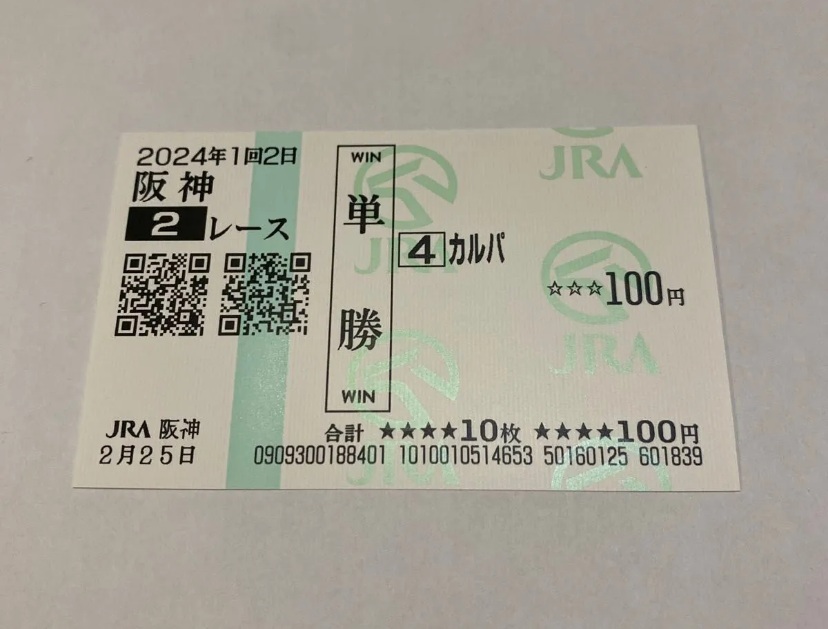 2024年1回2日
阪神
2レース
WIN
単勝
WIN
4 カルパ
☆☆☆100円
JRA
JRA
JRA
JRA 阪神
2月25日
合計 ★★★★10枚 ★★★★100円
0909300188401 1010010514653 50160125 601839